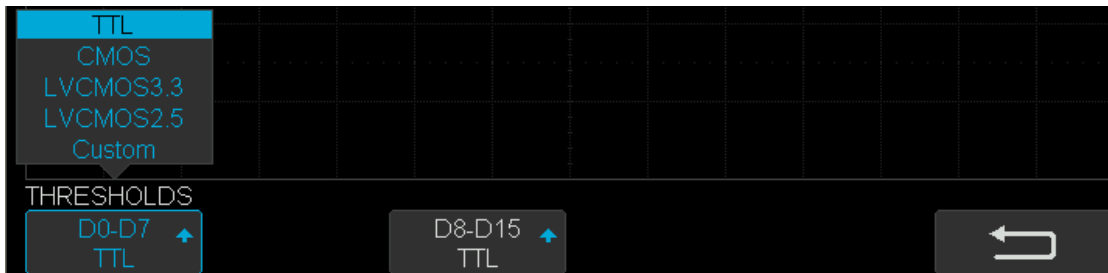 TTL
CMOS
LVCMOS3.3
LVCMOS2.5
Custom
THRESHOLDS
D0-D7
TTL
D8-D15
TTL